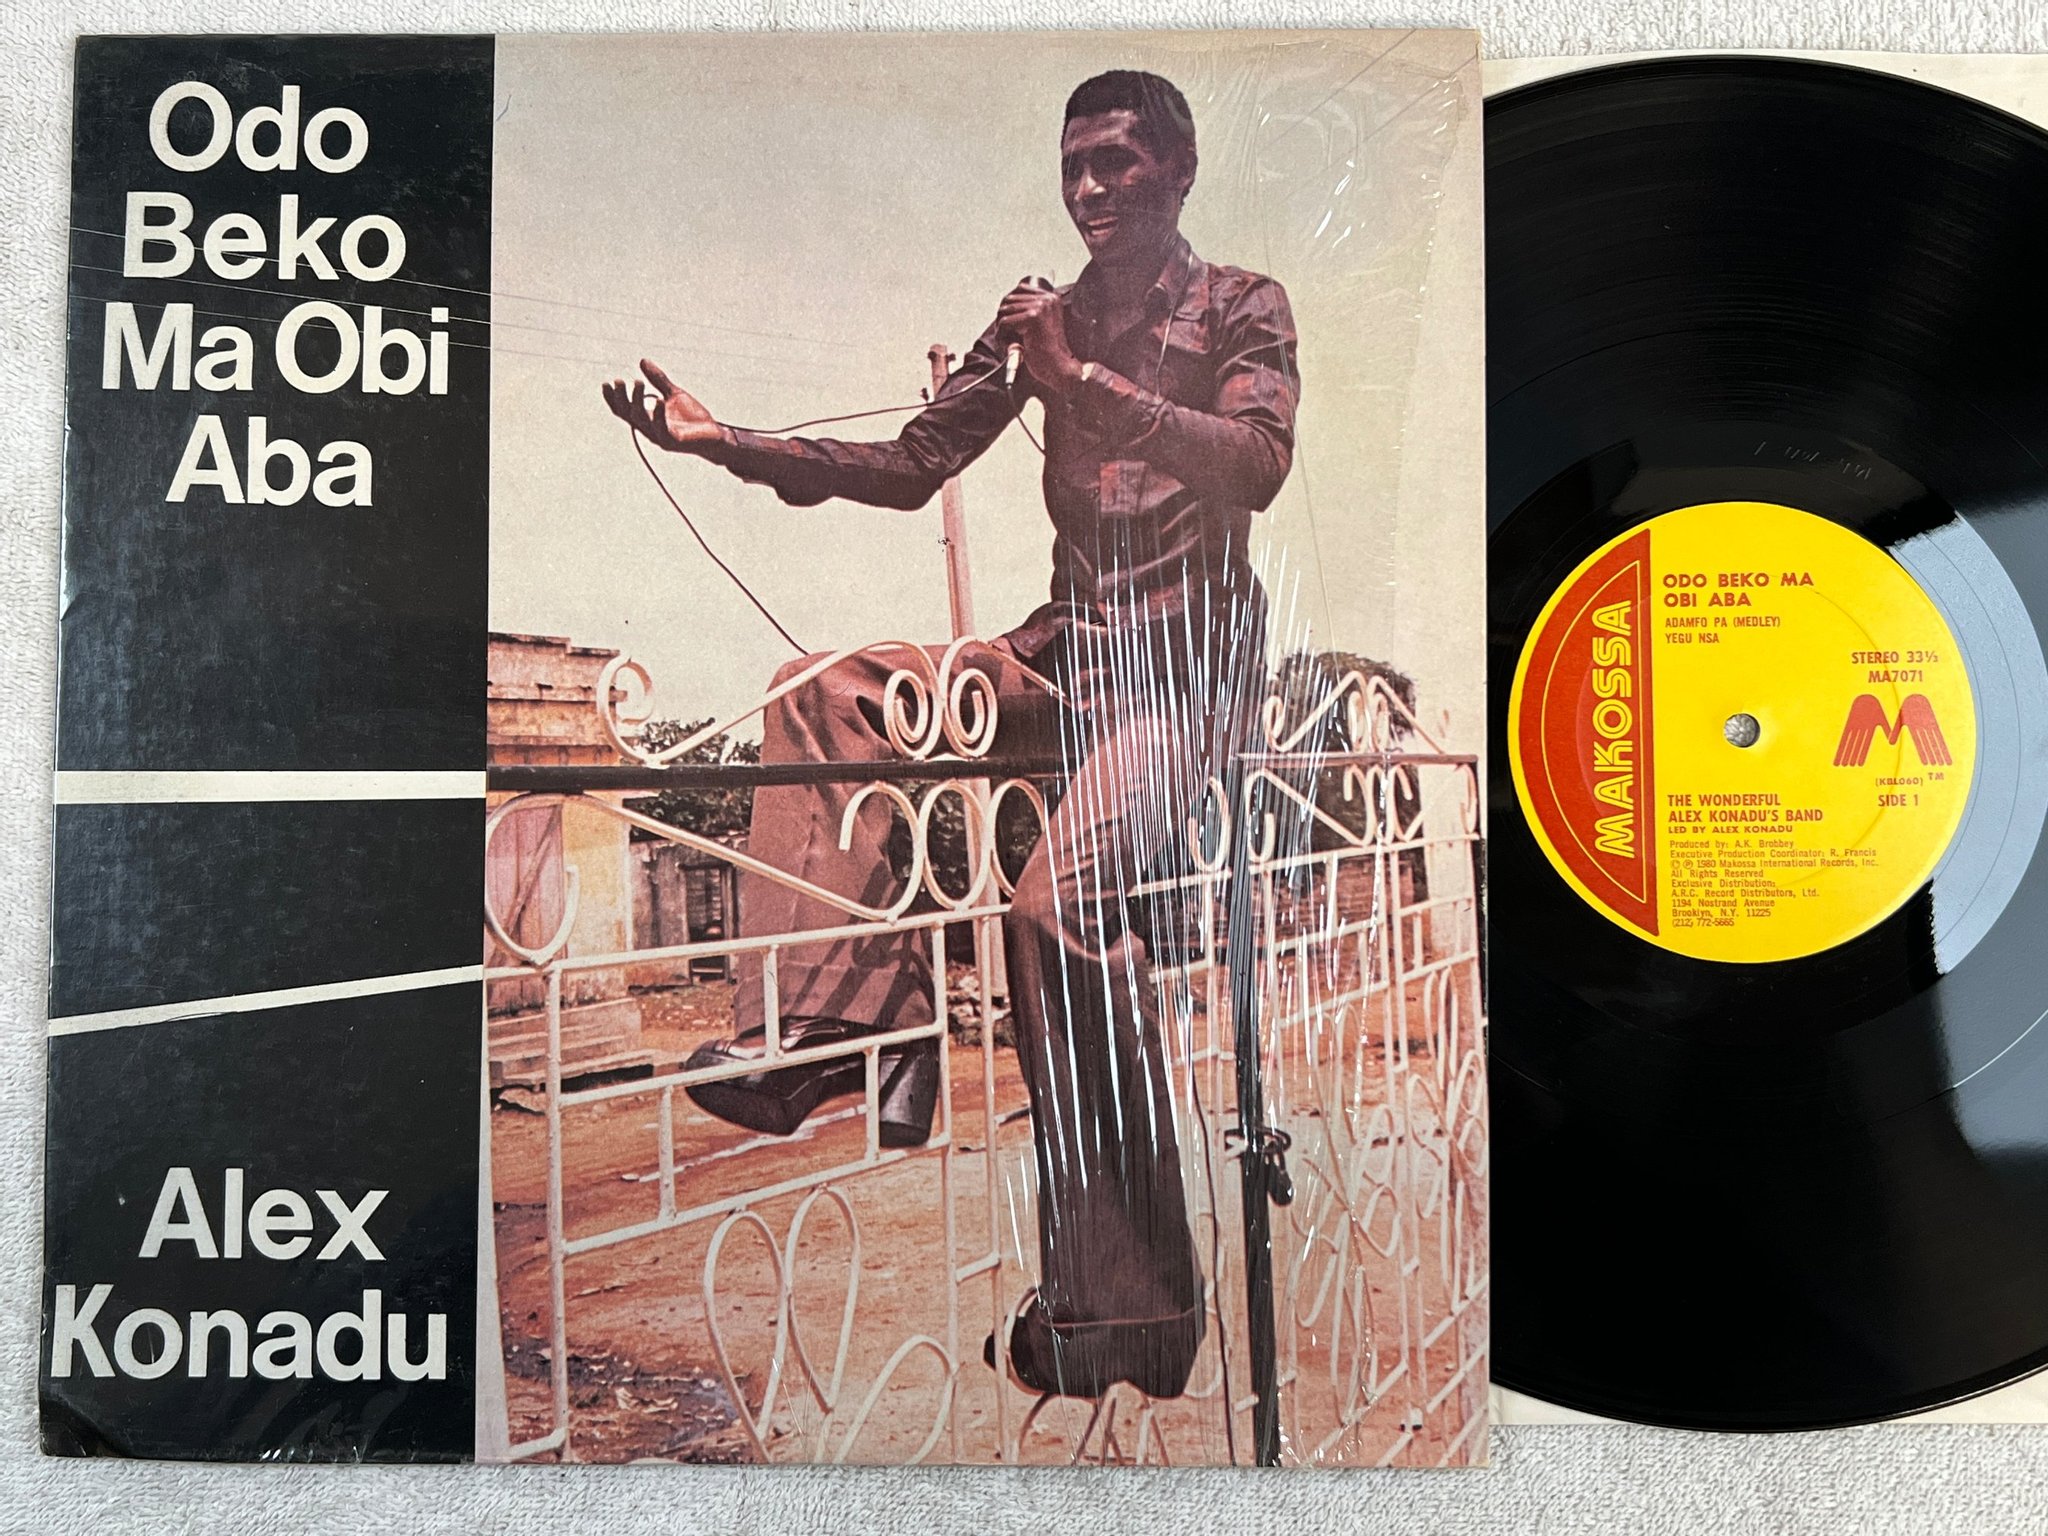 Odo
Beko
Ma Obi
Aba
Alex
Konadu
MAKOSSA
ODO BEKO MA
OBI ABA
ADAMFO PA (MEDLEY)
YEGU NSA
STEREO 33⅓
MA7071
(KBL060) TM
SIDE 1
THE WONDERFUL
ALEX KONADU'S BAND
LED BY ALEX KONADU
Produced by: A.K. Brobbey
Executive Production Coordinator: R. Francis
© ℗ 1980 Makossa International Records, Inc.
All Rights Reserved
Exclusive Distribution:
A.R.C. Record Distributors, Ltd.
1194 Nostrand Avenue
Brooklyn, N.Y. 11225
(212) 772-5665